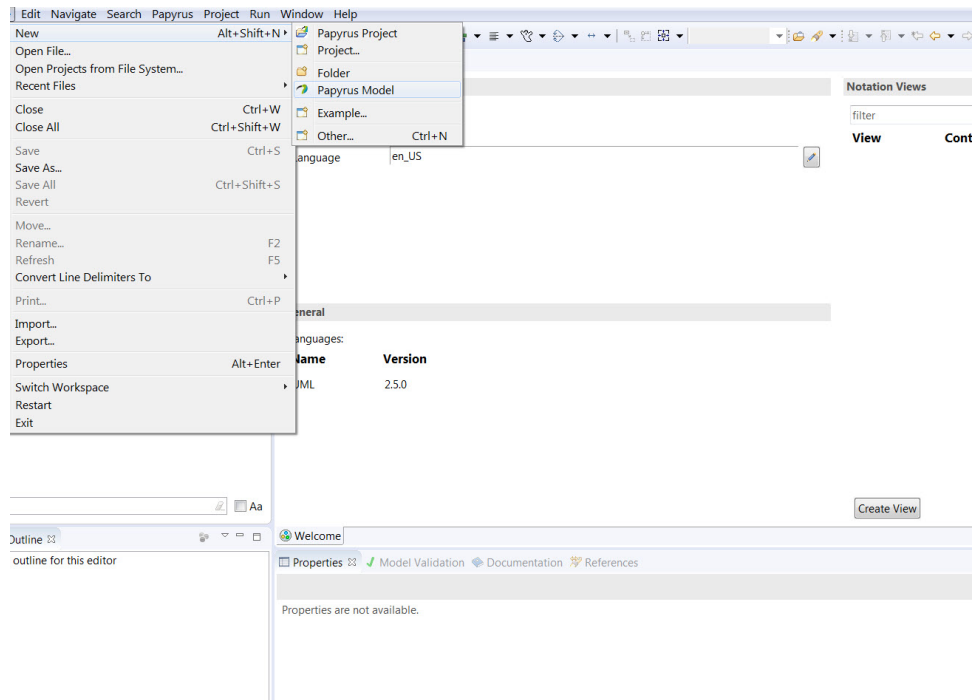 Edit Navigate Search Papyrus Project Run Window Help
New Alt+Shift+N
Open File...
Open Projects from File System...
Recent Files
Close Ctrl+W
Close All Ctrl+Shift+W
Save Ctrl+S
Save As...
Save All Ctrl+Shift+S
Revert
Move...
Rename... F2
Refresh F5
Convert Line Delimiters To
Print... Ctrl+P
Import...
Export...
Properties Alt+Enter
Switch Workspace
Restart
Exit
Papyrus Project
Project...
Folder
Papyrus Model
Example...
Other... Ctrl+N
anguage en_US
Notation Views
filter
View Cont
eneral
anguages:
Name Version
UML 2.5.0
Create View
Aa
Outline
outline for this editor
Welcome
Properties Model Validation Documentation References
Properties are not available.